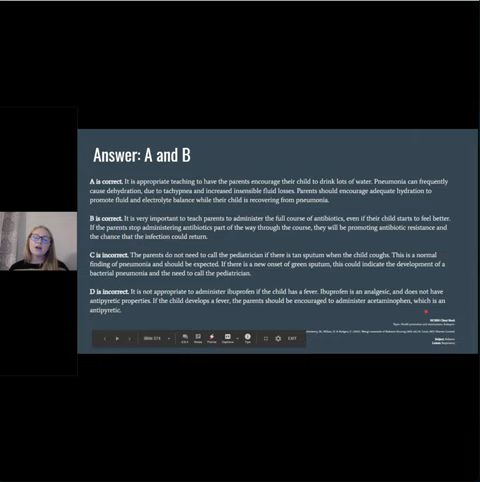 Answer: A and B
A is correct. It is appropriate teaching to have the parents encourage their child to drink lots of water. Pneumonia can frequently
cause dehydration, due to tachypnea and increased insensible fluid losses. Parents should encourage adequate hydration to
promote fluid and electrolyte balance while their child is recovering from pneumonia.
B is correct. It is very important to teach parents to administer the full course of antibiotics, even if their child starts to feel better.
If the parents stop administering antibiotics part of the way through the course, they will be promoting antibiotic resistance and
the chance that the infection could return.
C is incorrect. The parents do not need to call the pediatrician if there is tan sputum when the child coughs. This is a normal
finding of pneumonia and should be expected. If there is a new onset of green sputum, this could indicate the development of a
bacterial pneumonia and the need to call the pediatrician.
D is incorrect. It is not appropriate to administer ibuprofen if the child has a fever. Ibuprofen is an analgesic, and does not have
antipyretic properties. If the child develops a fever, the parents should be encouraged to administer acetaminophen, which is an
antipyretic.
EXIT